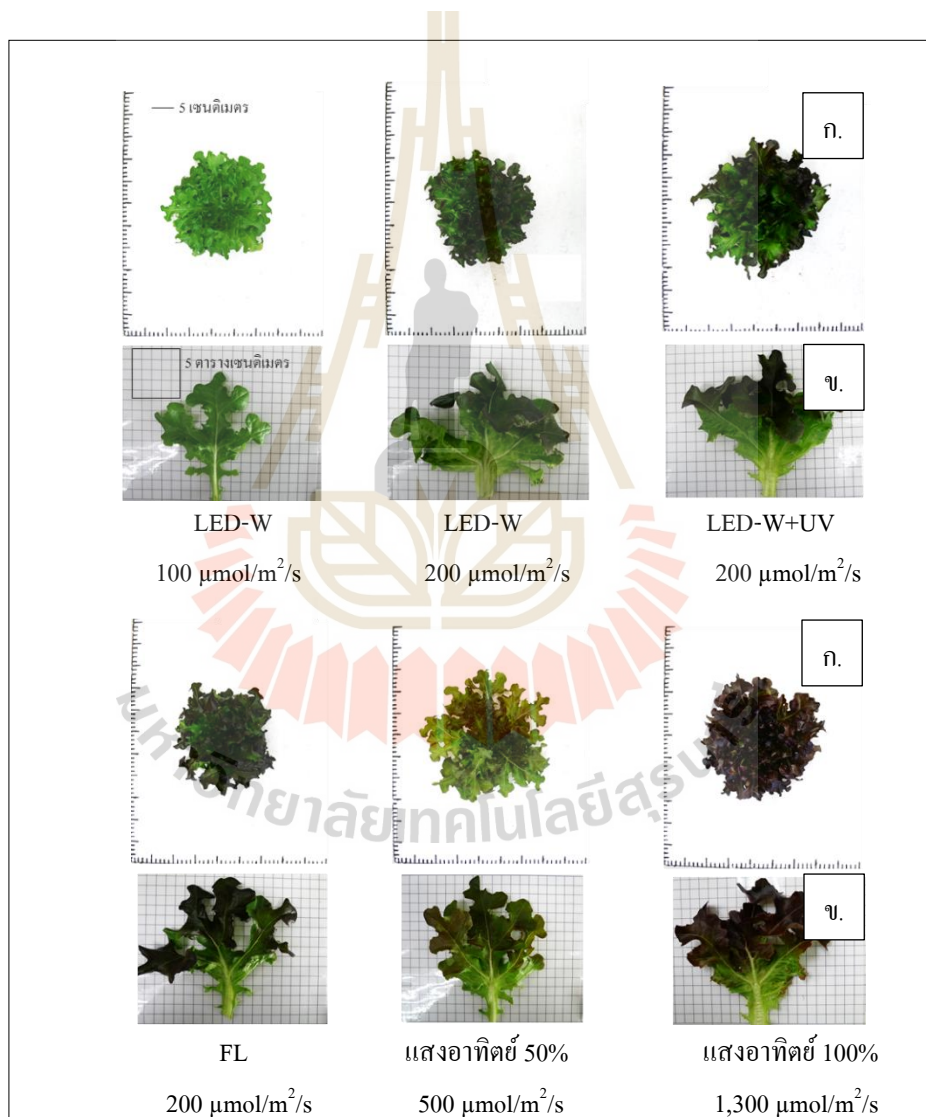 5 เซนติเมตร
ก.
5 ตารางเซนติเมตร
ข.
LED-W LED-W LED-W+UV
100 µmol/m²/s 200 µmol/m²/s 200 µmol/m²/s
ก.
มหาวิทยาลัยเทคโนโลยีสุรนารี
ข.
FL แสงอาทิตย์ 50% แสงอาทิตย์ 100%
200 µmol/m²/s 500 µmol/m²/s 1,300 µmol/m²/s